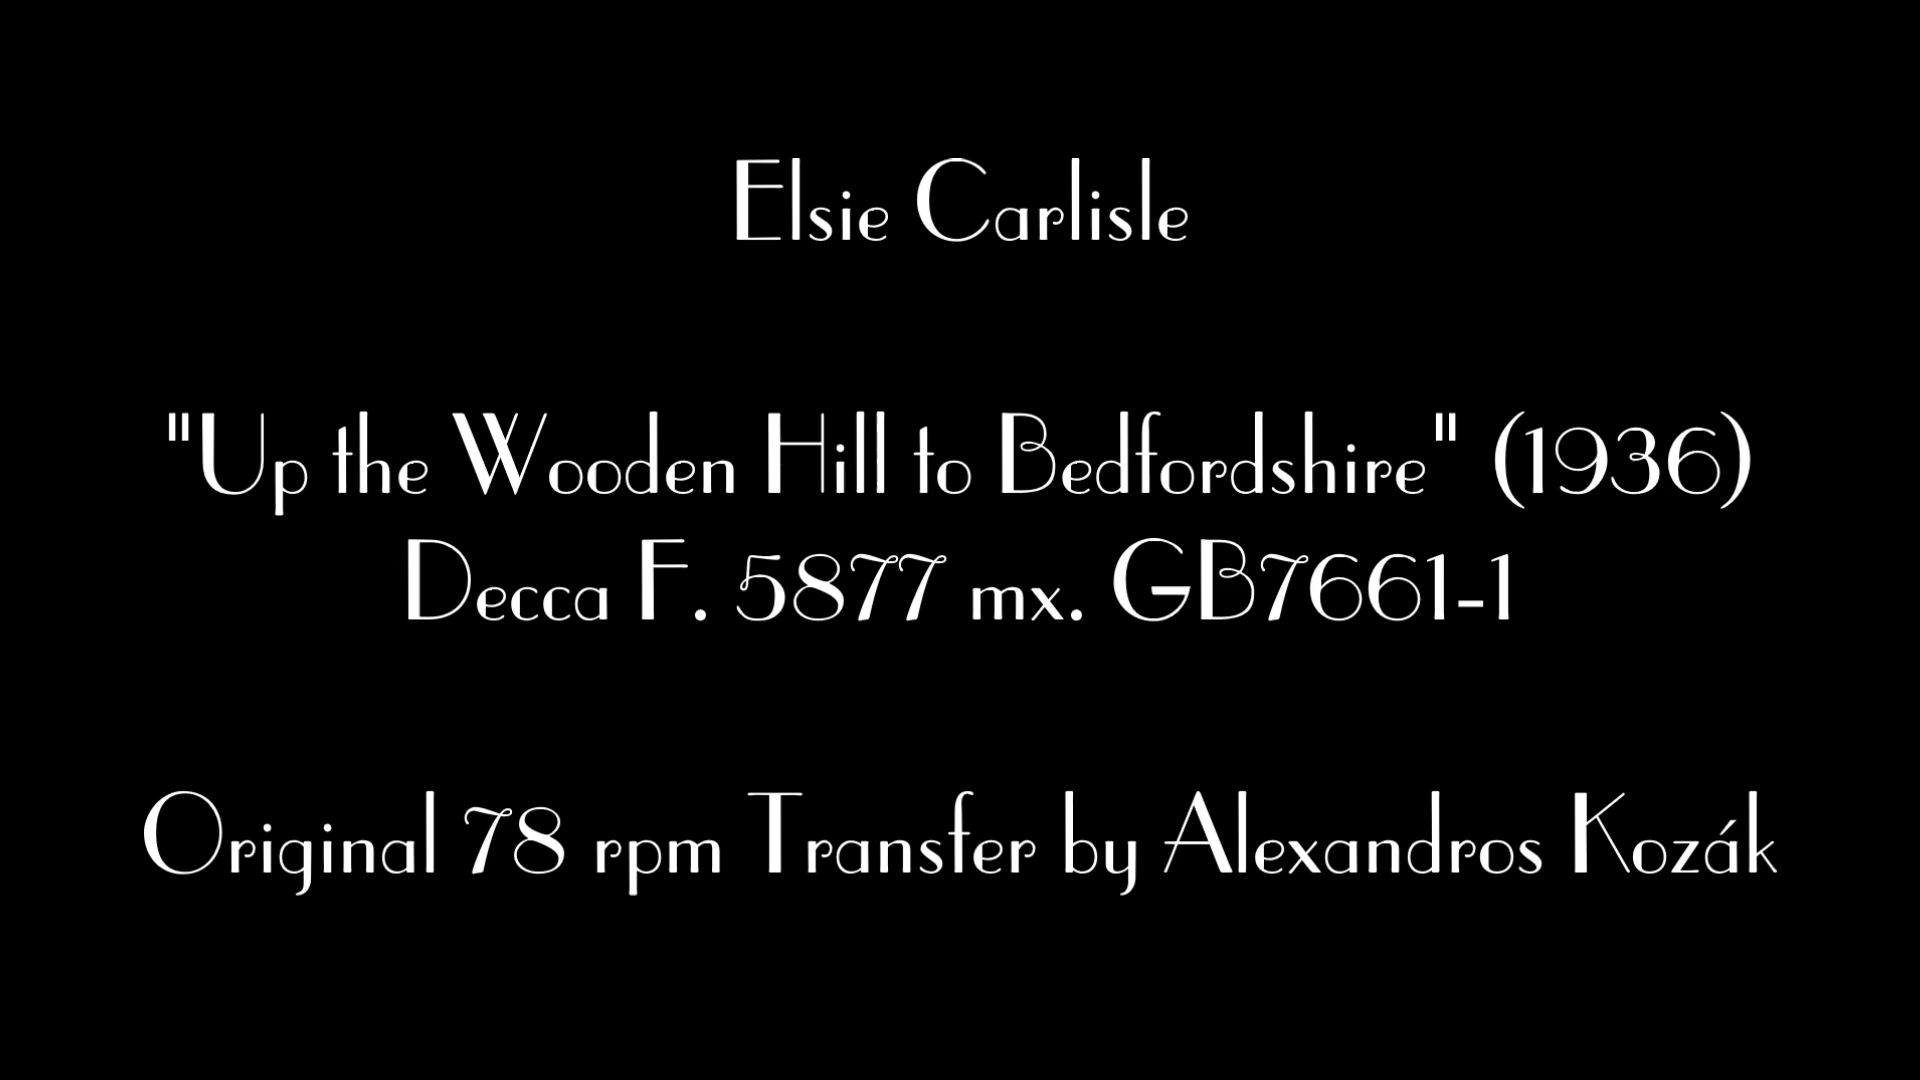 Elsie Carlisle
"Up the Wooden Hill to Bedfordshire" (1936)
Decca F. 5877 mx. GB7661-1
Original 78 rpm Transfer by Alexandros Kozák